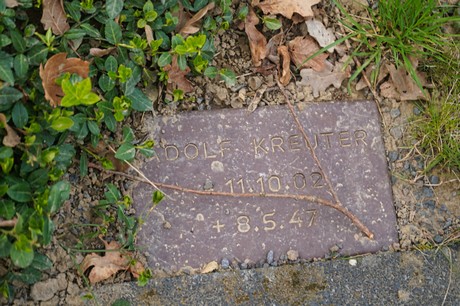 ADOLF KREUTER
* 11.10.02
+ 8.5.47